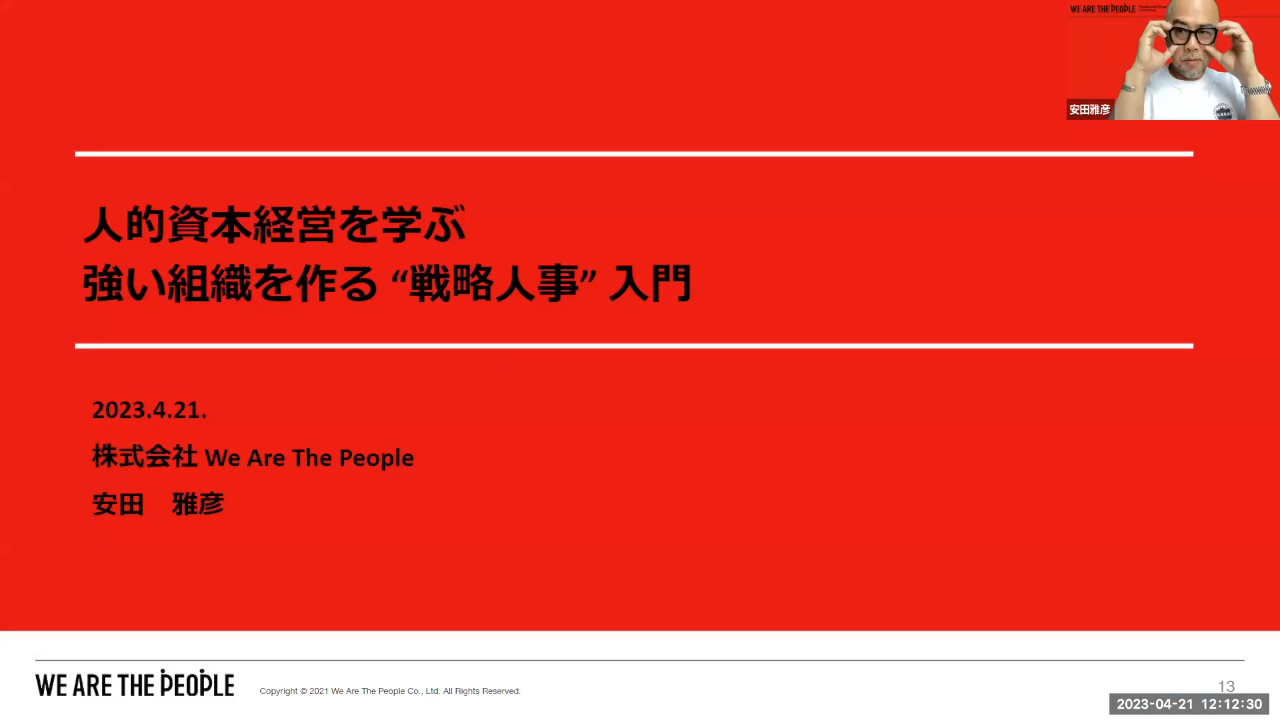 WE ARE THE PEOPLE
安田雅彦
人的資本経営を学ぶ
強い組織を作る “戦略人事” 入門
2023.4.21.
株式会社 We Are The People
安田　雅彦
WE ARE THE PEOPLE
Copyright © 2021 We Are The People Co., Ltd. All Rights Reserved.
13
2023-04-21 12:12:30